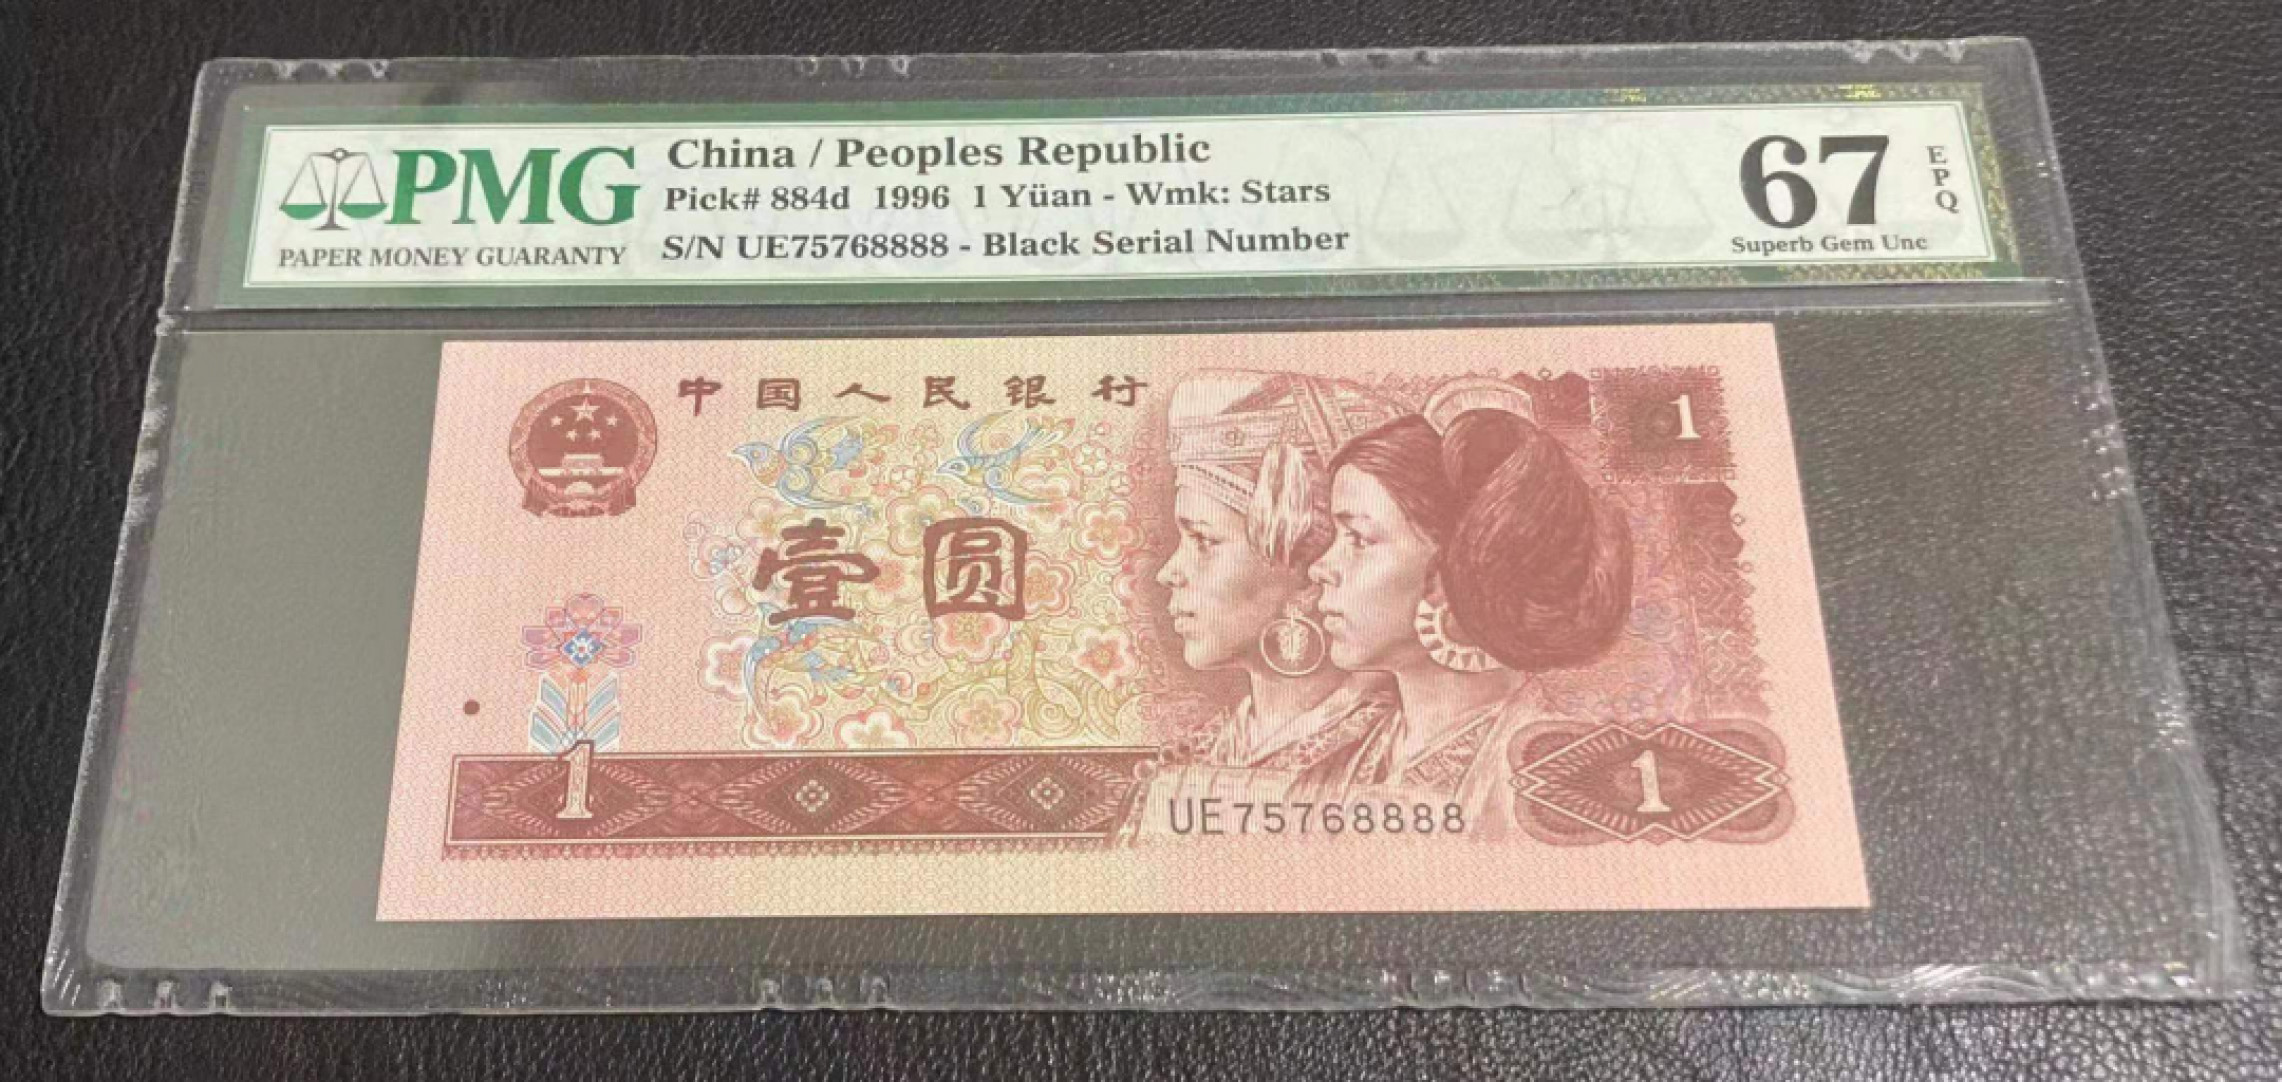 PMG
PAPER MONEY GUARANTY
China / Peoples Republic
Pick# 884d 1996 1 Yüan - Wmk: Stars
S/N UE75768888 - Black Serial Number
67
EPQ
Superb Gem Unc
中国人民银行
1
壹圆
1
UE75768888
1